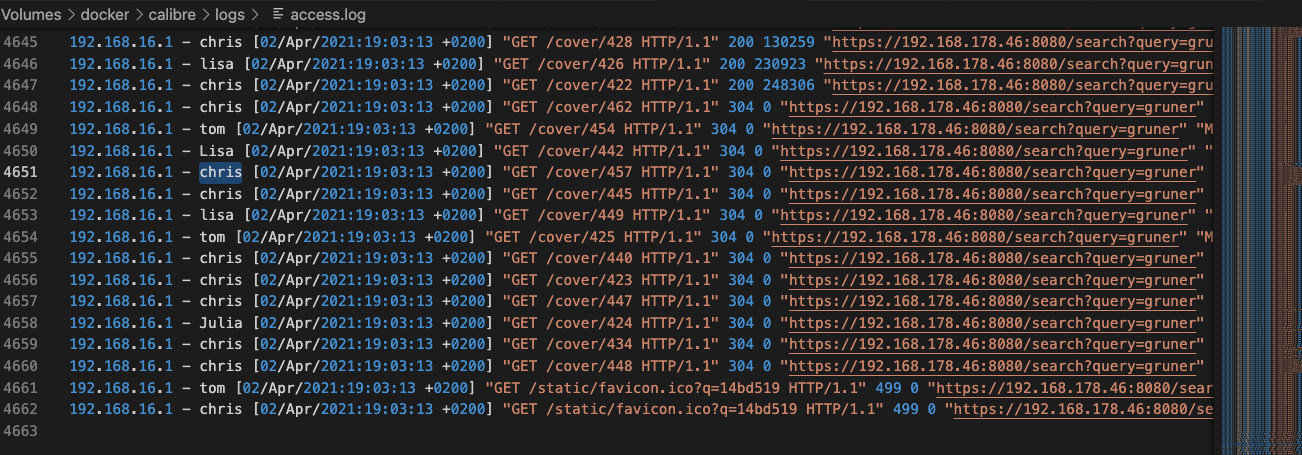 Volumes > docker > calibre > logs > access.log
4645 192.168.16.1 - chris [02/Apr/2021:19:03:13 +0200] "GET /cover/428 HTTP/1.1" 200 130259 "https://192.168.178.46:8080/search?query=gru
4646 192.168.16.1 - lisa [02/Apr/2021:19:03:13 +0200] "GET /cover/426 HTTP/1.1" 200 230923 "https://192.168.178.46:8080/search?query=grun
4647 192.168.16.1 - chris [02/Apr/2021:19:03:13 +0200] "GET /cover/422 HTTP/1.1" 200 248306 "https://192.168.178.46:8080/search?query=gru
4648 192.168.16.1 - chris [02/Apr/2021:19:03:13 +0200] "GET /cover/462 HTTP/1.1" 304 0 "https://192.168.178.46:8080/search?query=gruner"
4649 192.168.16.1 - tom [02/Apr/2021:19:03:13 +0200] "GET /cover/454 HTTP/1.1" 304 0 "https://192.168.178.46:8080/search?query=gruner" "M
4650 192.168.16.1 - Lisa [02/Apr/2021:19:03:13 +0200] "GET /cover/442 HTTP/1.1" 304 0 "https://192.168.178.46:8080/search?query=gruner" "
4651 192.168.16.1 - chris [02/Apr/2021:19:03:13 +0200] "GET /cover/457 HTTP/1.1" 304 0 "https://192.168.178.46:8080/search?query=gruner"
4652 192.168.16.1 - chris [02/Apr/2021:19:03:13 +0200] "GET /cover/445 HTTP/1.1" 304 0 "https://192.168.178.46:8080/search?query=gruner"
4653 192.168.16.1 - lisa [02/Apr/2021:19:03:13 +0200] "GET /cover/449 HTTP/1.1" 304 0 "https://192.168.178.46:8080/search?query=gruner" "
4654 192.168.16.1 - tom [02/Apr/2021:19:03:13 +0200] "GET /cover/425 HTTP/1.1" 304 0 "https://192.168.178.46:8080/search?query=gruner" "M
4655 192.168.16.1 - chris [02/Apr/2021:19:03:13 +0200] "GET /cover/440 HTTP/1.1" 304 0 "https://192.168.178.46:8080/search?query=gruner"
4656 192.168.16.1 - chris [02/Apr/2021:19:03:13 +0200] "GET /cover/423 HTTP/1.1" 304 0 "https://192.168.178.46:8080/search?query=gruner"
4657 192.168.16.1 - chris [02/Apr/2021:19:03:13 +0200] "GET /cover/447 HTTP/1.1" 304 0 "https://192.168.178.46:8080/search?query=gruner"
4658 192.168.16.1 - Julia [02/Apr/2021:19:03:13 +0200] "GET /cover/424 HTTP/1.1" 304 0 "https://192.168.178.46:8080/search?query=gruner"
4659 192.168.16.1 - chris [02/Apr/2021:19:03:13 +0200] "GET /cover/434 HTTP/1.1" 304 0 "https://192.168.178.46:8080/search?query=gruner"
4660 192.168.16.1 - chris [02/Apr/2021:19:03:13 +0200] "GET /cover/448 HTTP/1.1" 304 0 "https://192.168.178.46:8080/search?query=gruner"
4661 192.168.16.1 - tom [02/Apr/2021:19:03:13 +0200] "GET /static/favicon.ico?q=14bd519 HTTP/1.1" 499 0 "https://192.168.178.46:8080/sear
4662 192.168.16.1 - chris [02/Apr/2021:19:03:13 +0200] "GET /static/favicon.ico?q=14bd519 HTTP/1.1" 499 0 "https://192.168.178.46:8080/se
4663